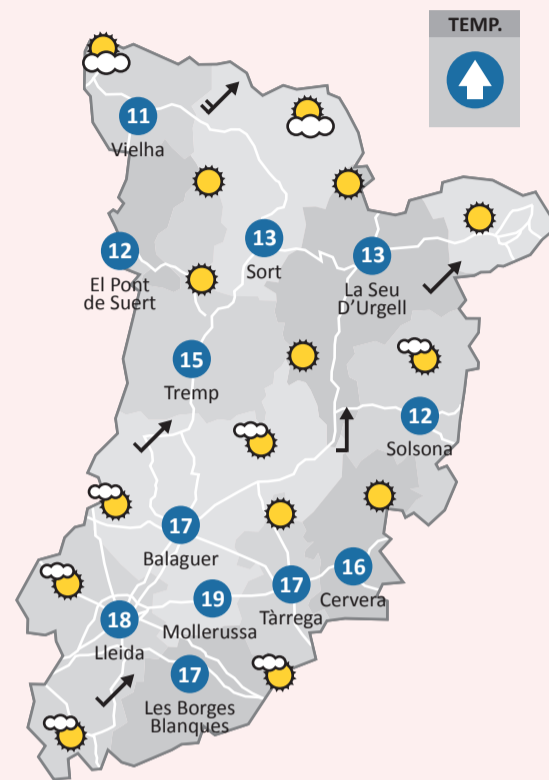 TEMP.
11
Vielha
12
El Pont
de Suert
13
Sort
13
La Seu
D'Urgell
15
Tremp
12
Solsona
17
Balaguer
16
Cervera
17
Tàrrega
19
Mollerussa
18
Lleida
17
Les Borges
Blanques